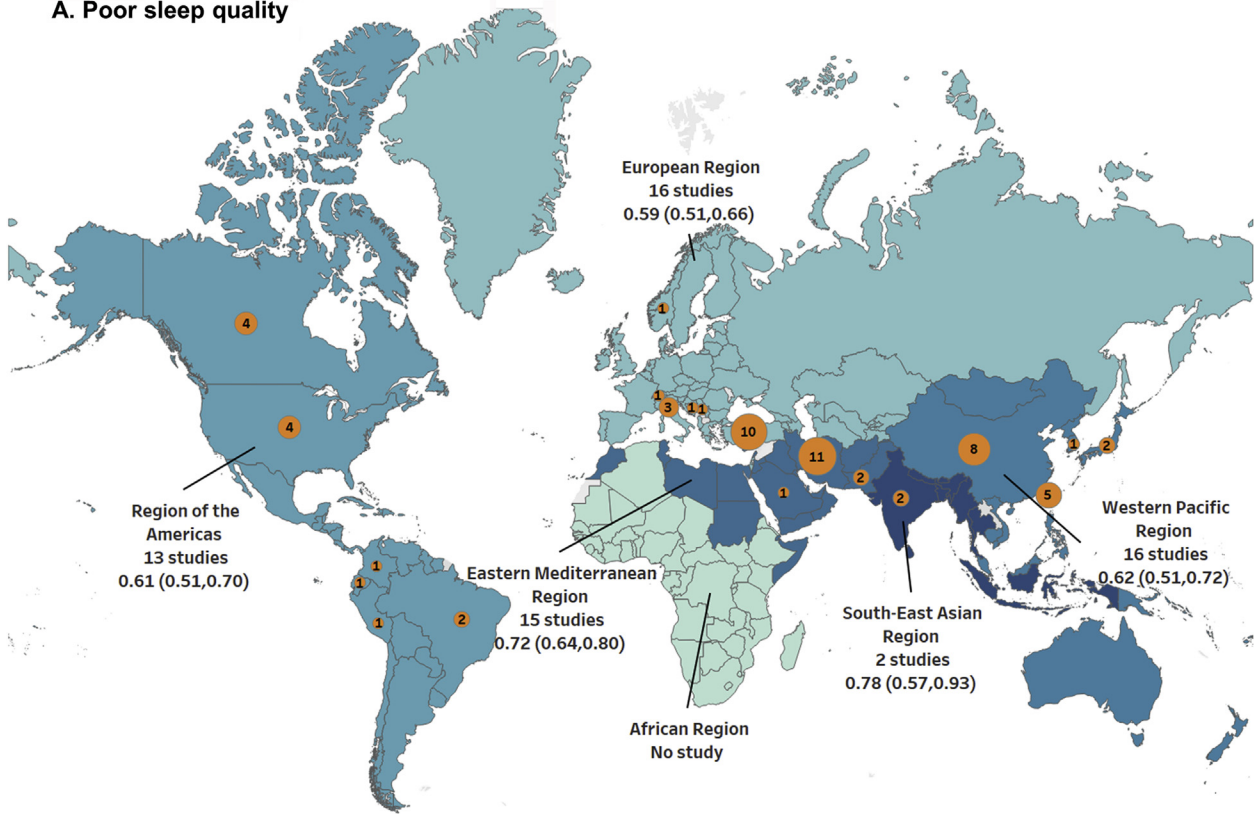 A. Poor sleep quality
European Region
16 studies
0.59 (0.51,0.66)
1
4
1
3
1
1
10
4
11
8
1
2
2
1
2
5
Region of the
Americas
13 studies
0.61 (0.51,0.70)
Western Pacific
Region
16 studies
0.62 (0.51,0.72)
1
1
1
2
Eastern Mediterranean
Region
15 studies
0.72 (0.64,0.80)
South-East Asian
Region
2 studies
0.78 (0.57,0.93)
African Region
No study